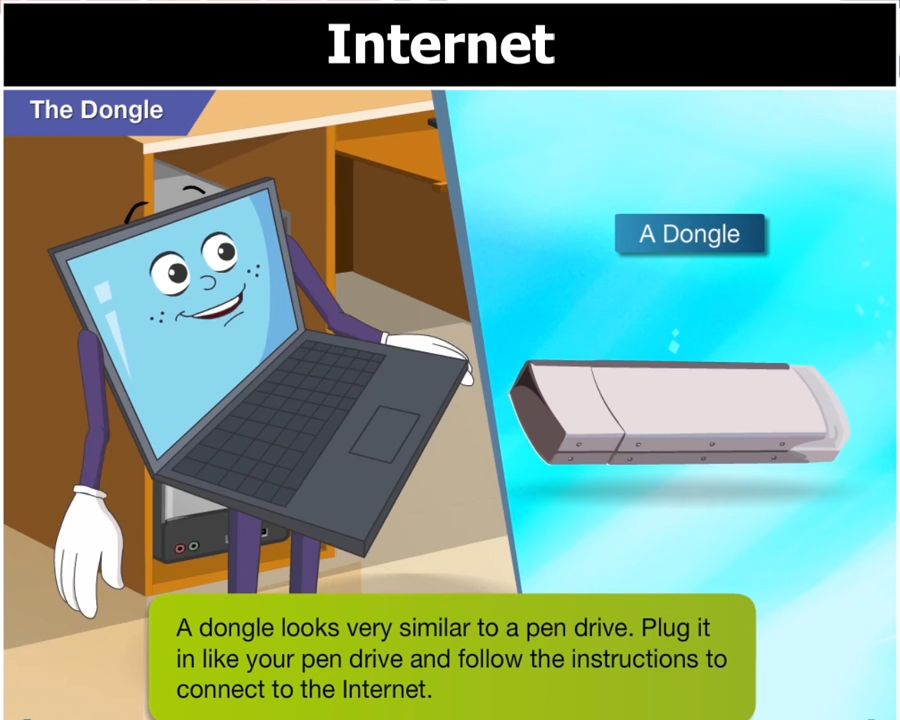 Internet
The Dongle
A Dongle
A dongle looks very similar to a pen drive. Plug it
in like your pen drive and follow the instructions to
connect to the Internet.